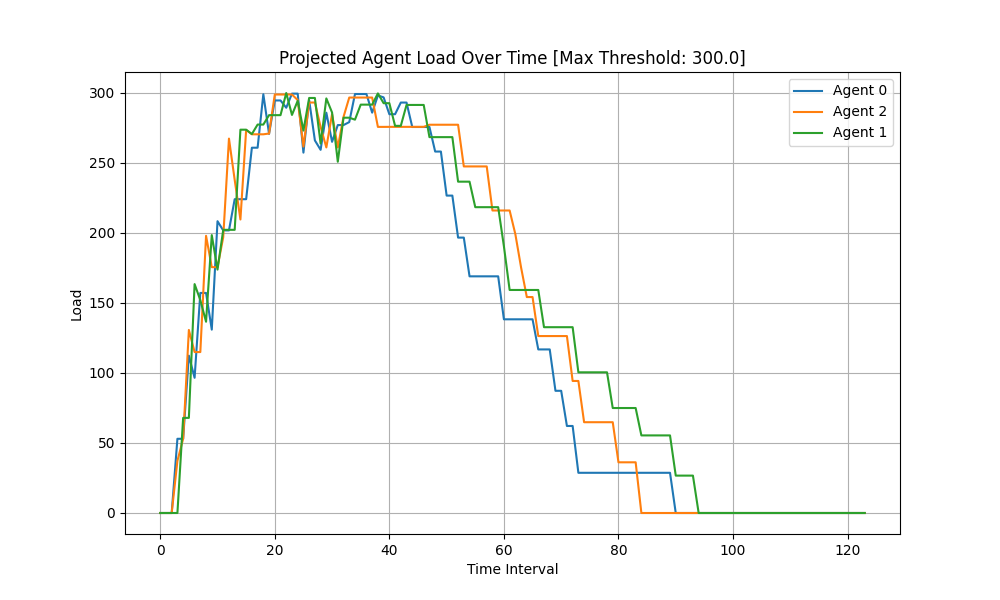 Projected Agent Load Over Time [Max Threshold: 300.0]
Agent 0
Agent 2
Agent 1
Load
300
250
200
150
100
50
0
0 20 40 60 80 100 120
Time Interval